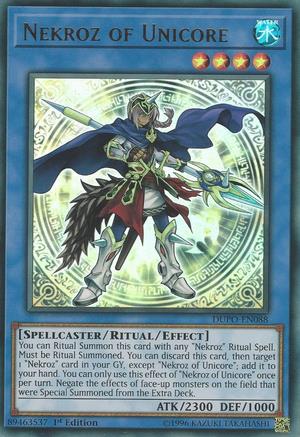 NEKROZ OF UNICORE
WATER
水
DUPO-EN088
[SPELLCASTER/RITUAL/EFFECT]
You can Ritual Summon this card with any "Nekroz" Ritual Spell.
Must be Ritual Summoned. You can discard this card, then target
1 "Nekroz" card in your GY, except "Nekroz of Unicore"; add it to
your hand. You can only use this effect of "Nekroz of Unicore" once
per turn. Negate the effects of face-up monsters on the field that
were Special Summoned from the Extra Deck.
ATK/2300 DEF/1000
89463537 1st Edition ©1996 KAZUKI TAKAHASHI